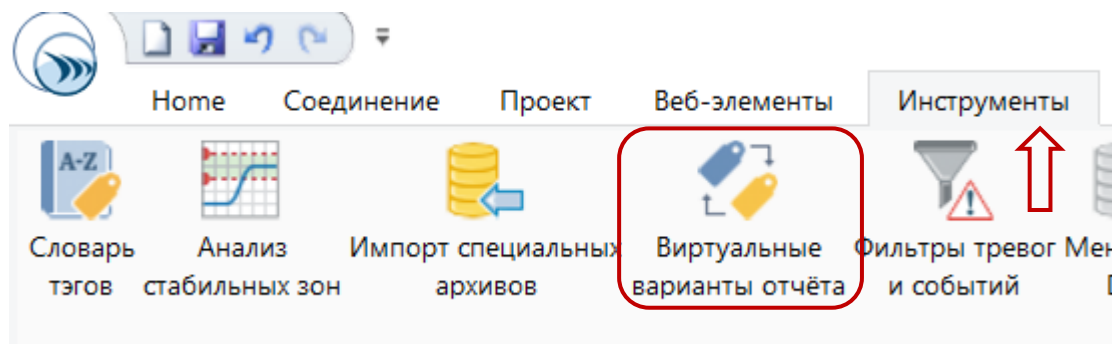 Home Соединение Проект Веб-элементы Инструменты
A-Z
Словарь Анализ Импорт специальных Виртуальные Фильтры тревог
тэгов стабильных зон архивов варианты отчёта и событий